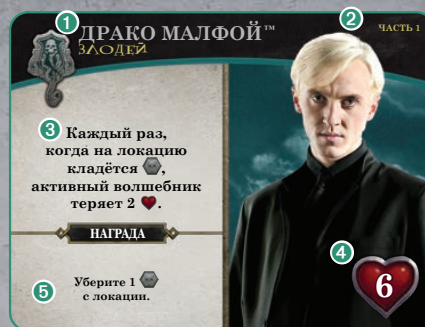 1
ДРАКО МАЛФОЙ™
2
ЧАСТЬ 1
ЗЛОДЕЙ
3
Каждый раз,
когда на локацию
кладётся ,
активный волшебник
теряет 2 .
НАГРАДА
4
6
5
Уберите 1
с локации.